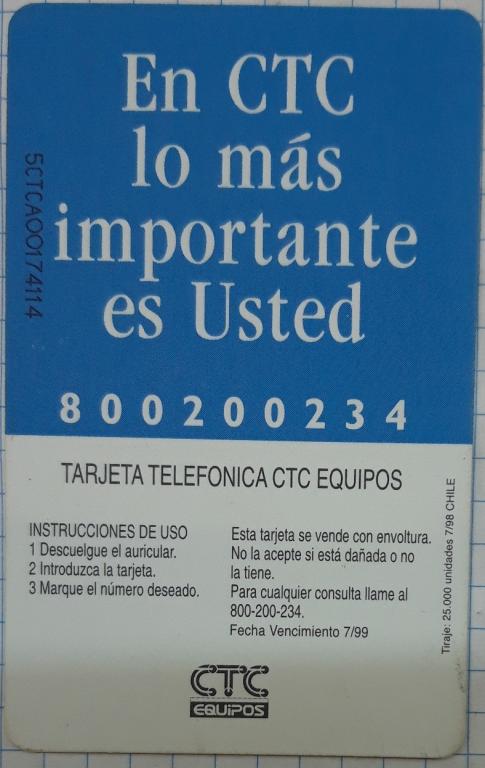 En CTC
lo más
importante
es Usted
5CTCA00174114
800200234
TARJETA TELEFONICA CTC EQUIPOS
INSTRUCCIONES DE USO
1 Descuelgue el auricular.
2 Introduzca la tarjeta.
3 Marque el número deseado.
Esta tarjeta se vende con envoltura.
No la acepte si está dañada o no
la tiene.
Para cualquier consulta llame al
800-200-234.
Fecha Vencimiento 7/99
Tiraje: 25.000 unidades 7/98 CHILE
CTC
EQUIPOS